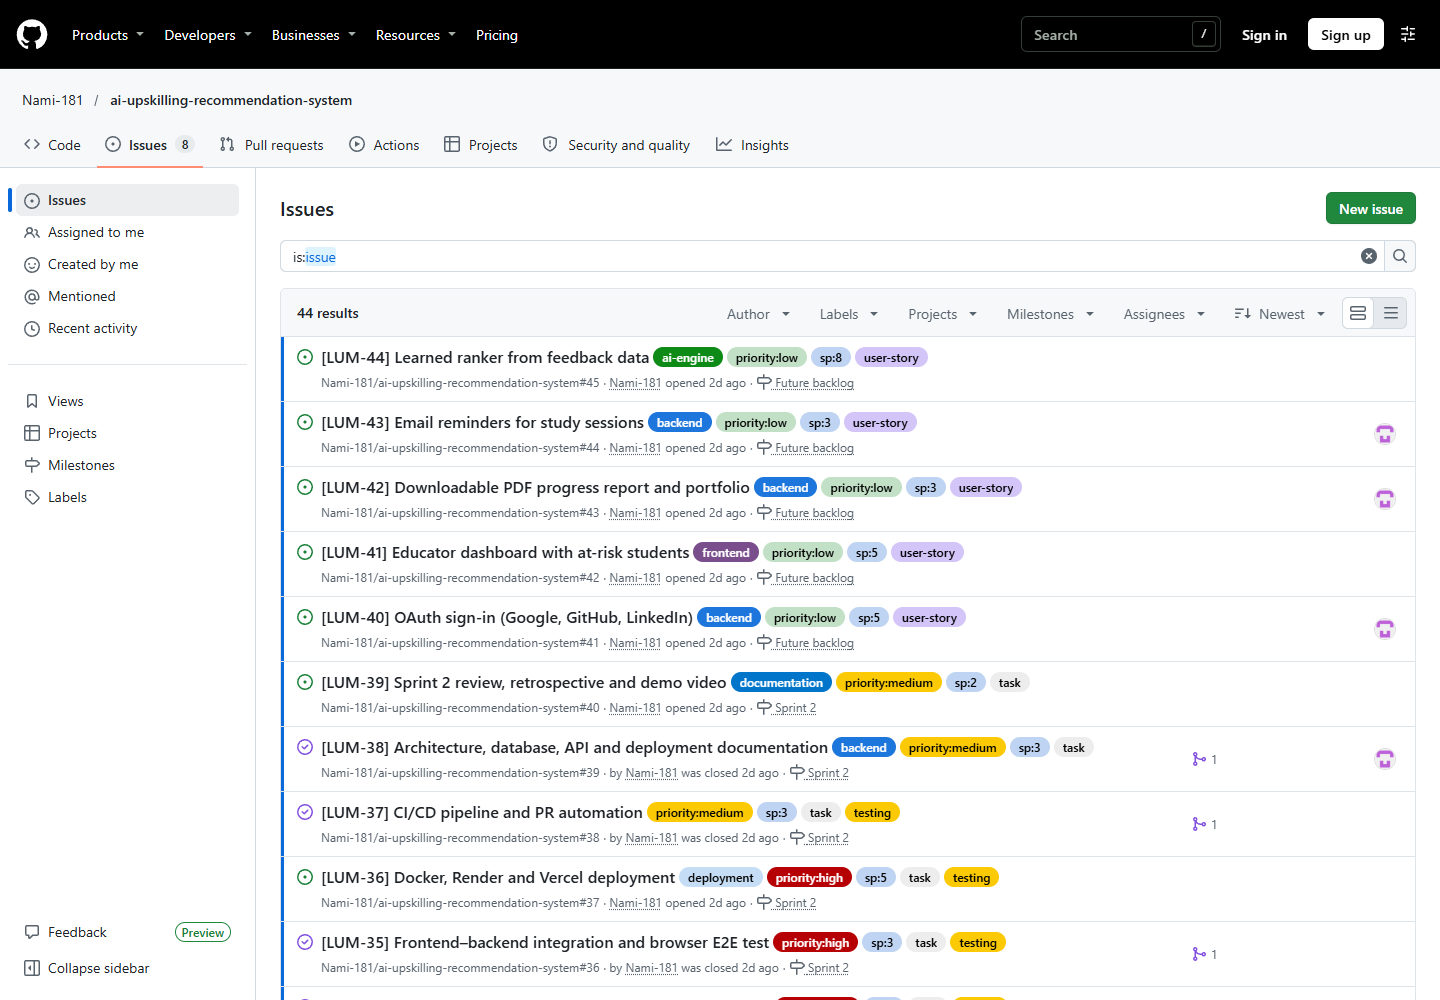 Products
Developers
Businesses
Resources
Pricing
Search
/
Sign in
Sign up
Nami-181 / ai-upskilling-recommendation-system
Code
Issues 8
Pull requests
Actions
Projects
Security and quality
Insights
Issues
Assigned to me
Created by me
Mentioned
Recent activity
Views
Projects
Milestones
Labels
Feedback Preview
Collapse sidebar
Issues
New issue
is:issue
44 results
Author
Labels
Projects
Milestones
Assignees
Newest
[LUM-44] Learned ranker from feedback data ai-engine priority:low sp:8 user-story
Nami-181/ai-upskilling-recommendation-system#45 · Nami-181 opened 2d ago · Future backlog
[LUM-43] Email reminders for study sessions backend priority:low sp:3 user-story
Nami-181/ai-upskilling-recommendation-system#44 · Nami-181 opened 2d ago · Future backlog
[LUM-42] Downloadable PDF progress report and portfolio backend priority:low sp:3 user-story
Nami-181/ai-upskilling-recommendation-system#43 · Nami-181 opened 2d ago · Future backlog
[LUM-41] Educator dashboard with at-risk students frontend priority:low sp:5 user-story
Nami-181/ai-upskilling-recommendation-system#42 · Nami-181 opened 2d ago · Future backlog
[LUM-40] OAuth sign-in (Google, GitHub, LinkedIn) backend priority:low sp:5 user-story
Nami-181/ai-upskilling-recommendation-system#41 · Nami-181 opened 2d ago · Future backlog
[LUM-39] Sprint 2 review, retrospective and demo video documentation priority:medium sp:2 task
Nami-181/ai-upskilling-recommendation-system#40 · Nami-181 opened 2d ago · Sprint 2
[LUM-38] Architecture, database, API and deployment documentation backend priority:medium sp:3 task
1
Nami-181/ai-upskilling-recommendation-system#39 · by Nami-181 was closed 2d ago · Sprint 2
[LUM-37] CI/CD pipeline and PR automation priority:medium sp:3 task testing
1
Nami-181/ai-upskilling-recommendation-system#38 · by Nami-181 was closed 2d ago · Sprint 2
[LUM-36] Docker, Render and Vercel deployment deployment priority:high sp:5 task testing
Nami-181/ai-upskilling-recommendation-system#37 · Nami-181 opened 2d ago · Sprint 2
[LUM-35] Frontend–backend integration and browser E2E test priority:high sp:3 task testing
1
Nami-181/ai-upskilling-recommendation-system#36 · by Nami-181 was closed 2d ago · Sprint 2